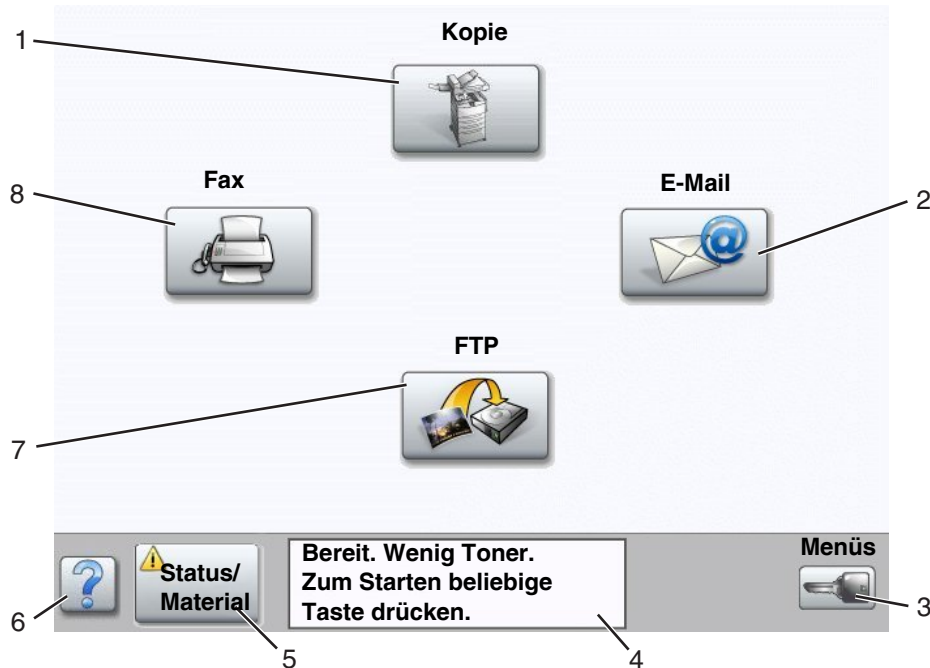 1
Kopie
Fax
8
E-Mail
2
FTP
7
Menüs
Status/
Material
Bereit. Wenig Toner.
Zum Starten beliebige
Taste drücken.
3
6
5
4